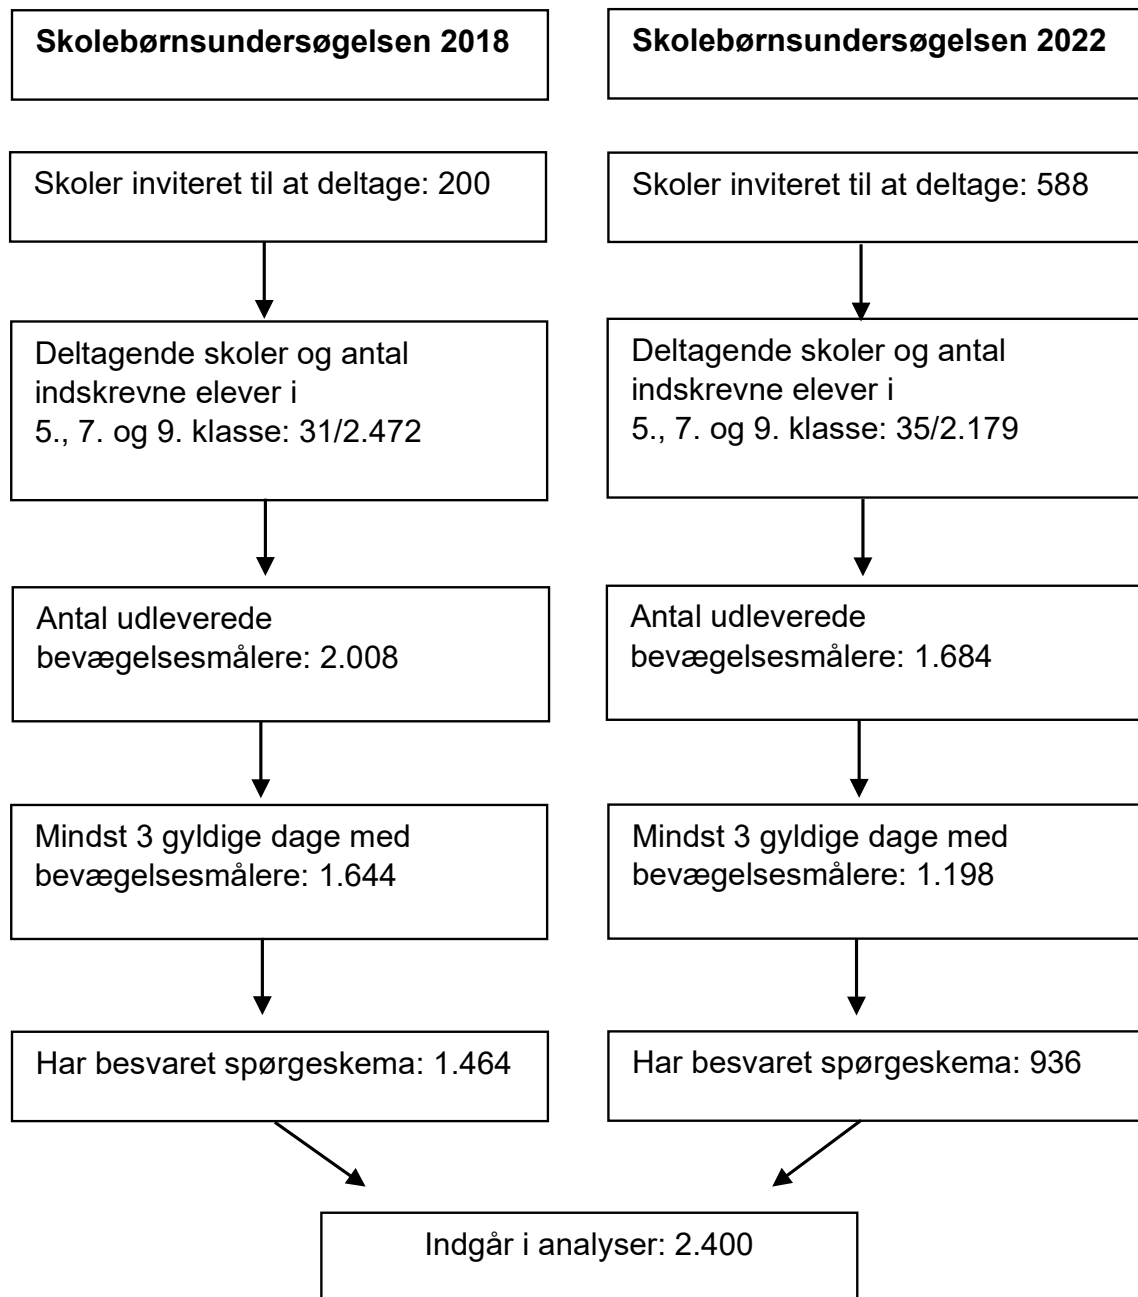 Skolebørnsundersøgelsen 2018
Skoler inviteret til at deltage: 200
Deltagende skoler og antal
indskrevne elever i
5., 7. og 9. klasse: 31/2.472
Antal udleverede
bevægelsesmålere: 2.008
Mindst 3 gyldige dage med
bevægelsesmålere: 1.644
Har besvaret spørgeskema: 1.464
Skolebørnsundersøgelsen 2022
Skoler inviteret til at deltage: 588
Deltagende skoler og antal
indskrevne elever i
5., 7. og 9. klasse: 35/2.179
Antal udleverede
bevægelsesmålere: 1.684
Mindst 3 gyldige dage med
bevægelsesmålere: 1.198
Har besvaret spørgeskema: 936
Indgår i analyser: 2.400